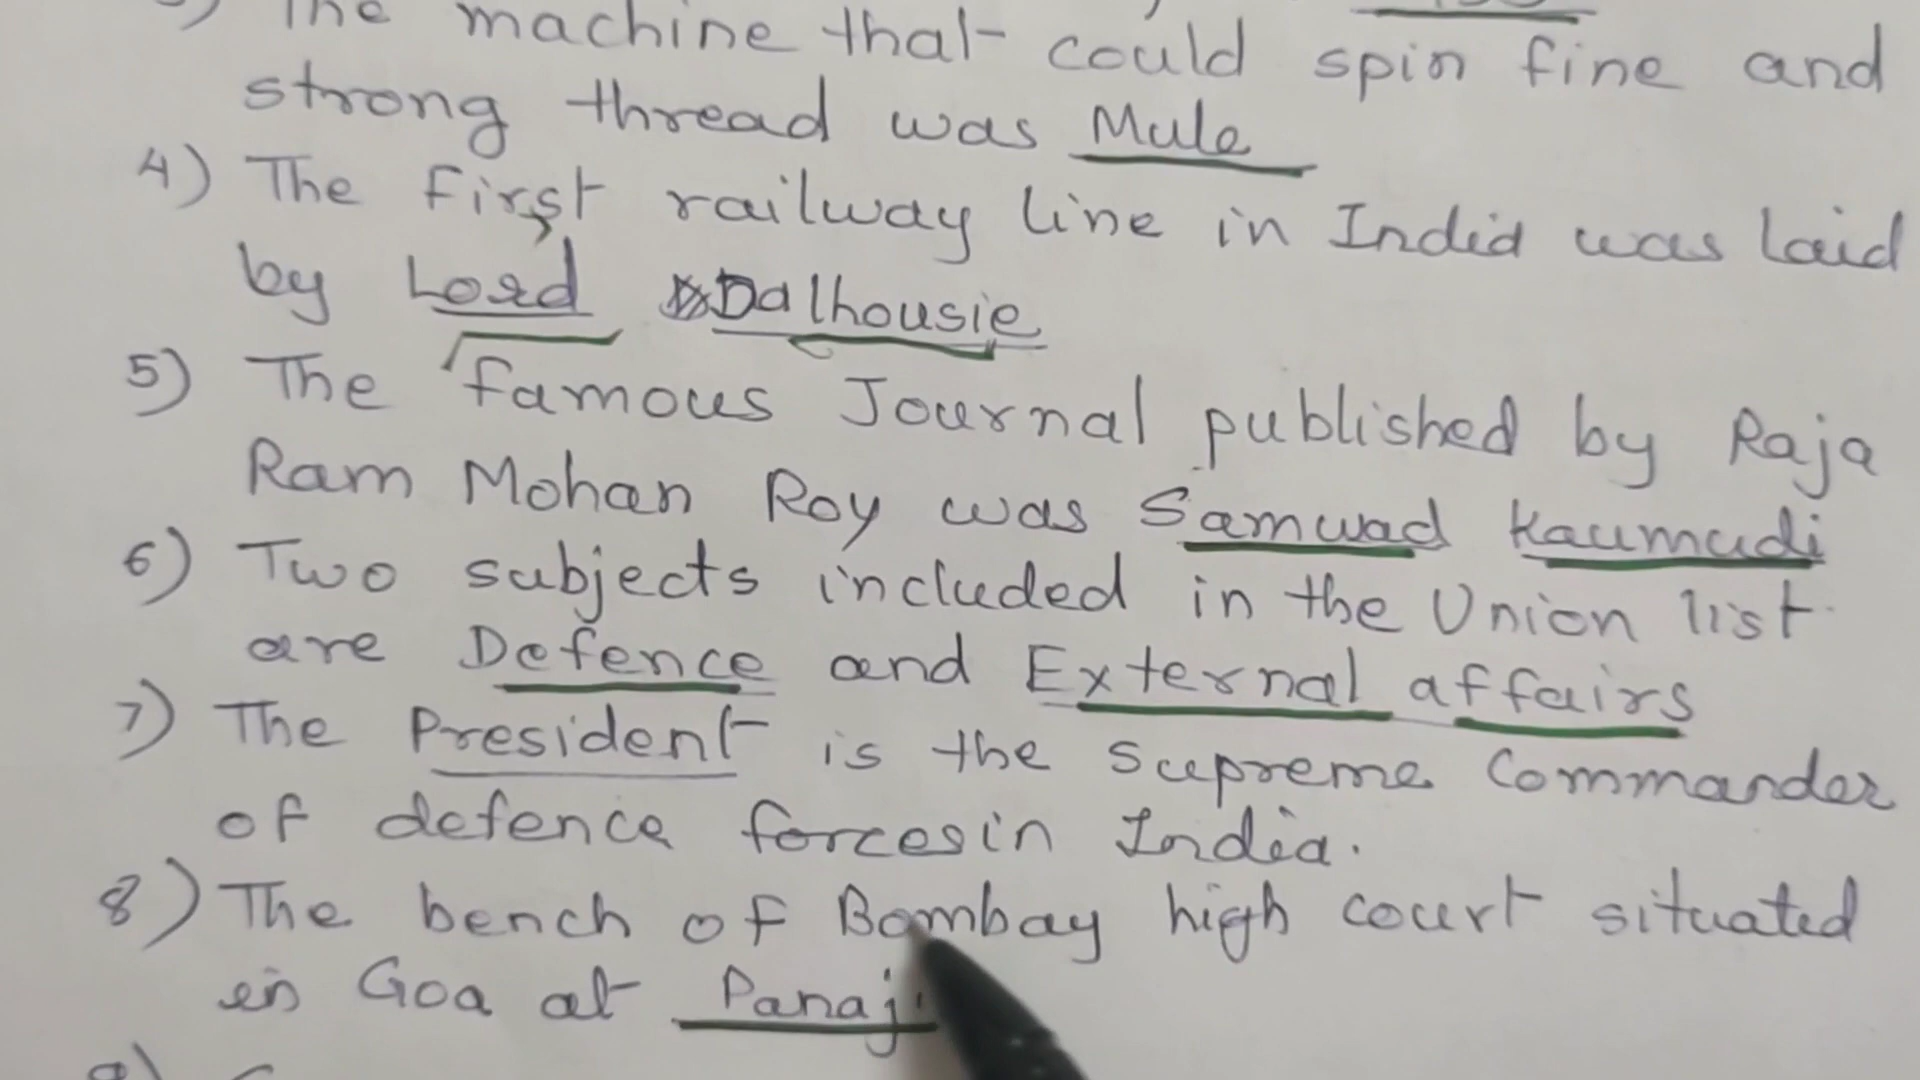 The machine that could spin fine and
strong thread was Mule
4) The first railway line in India was laid
by Lord Dalhousie
5) The famous Journal published by Raja
Ram Mohan Roy was Samwad Kaumudi
6) Two subjects included in the Union list
are Defence and External affairs
7) The President is the supreme Commander
of defence forces in India.
8) The bench of Bombay high court situated
in Goa at Panaji
9)